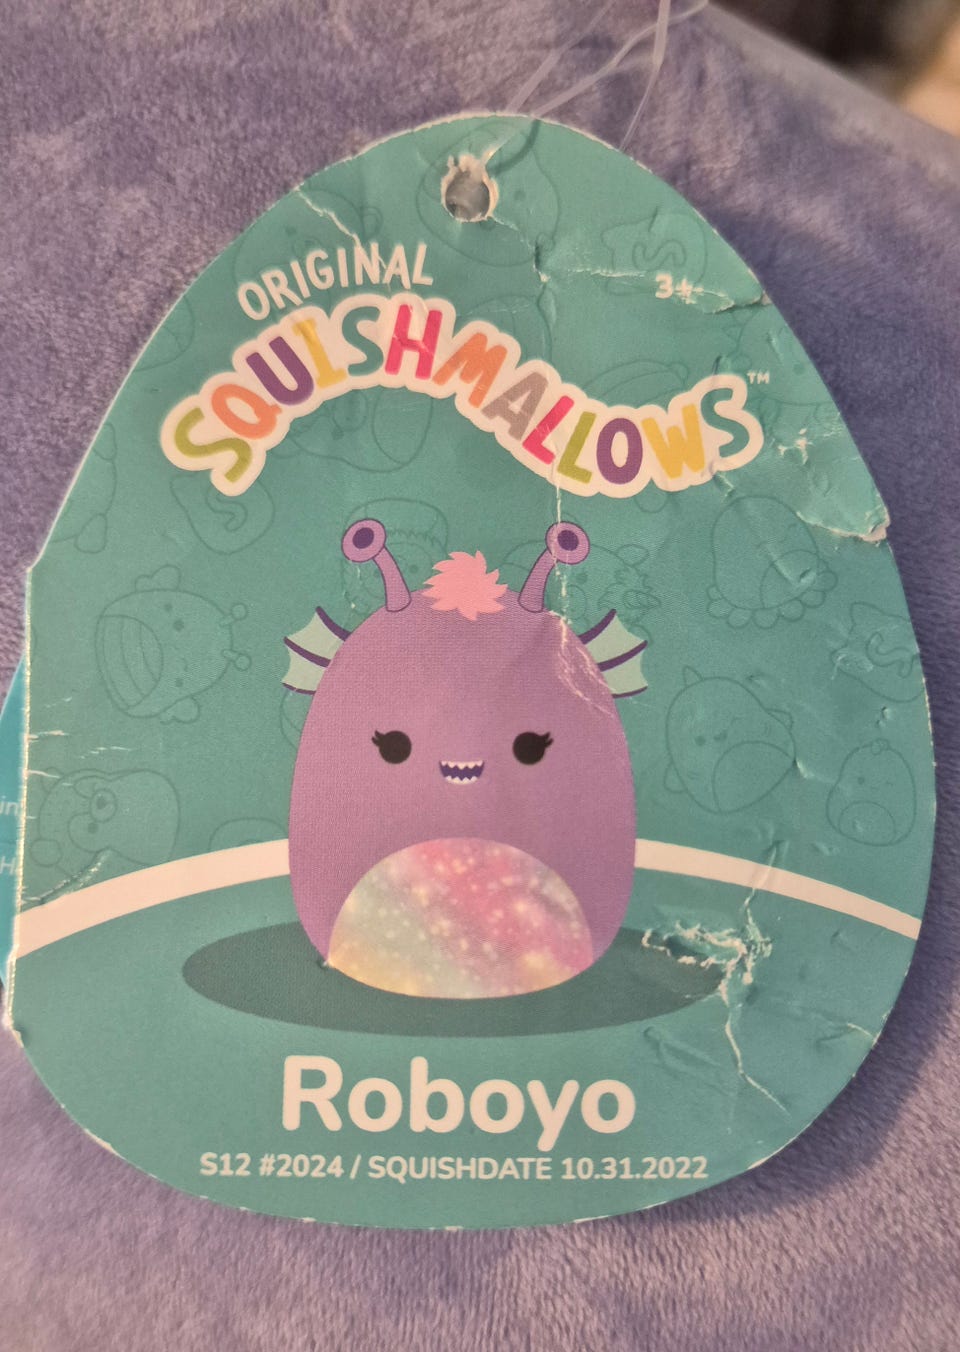 ORIGINAL
3+
SQUISHMALLOWS™
Roboyo
S12 #2024 / SQUISHDATE 10.31.2022